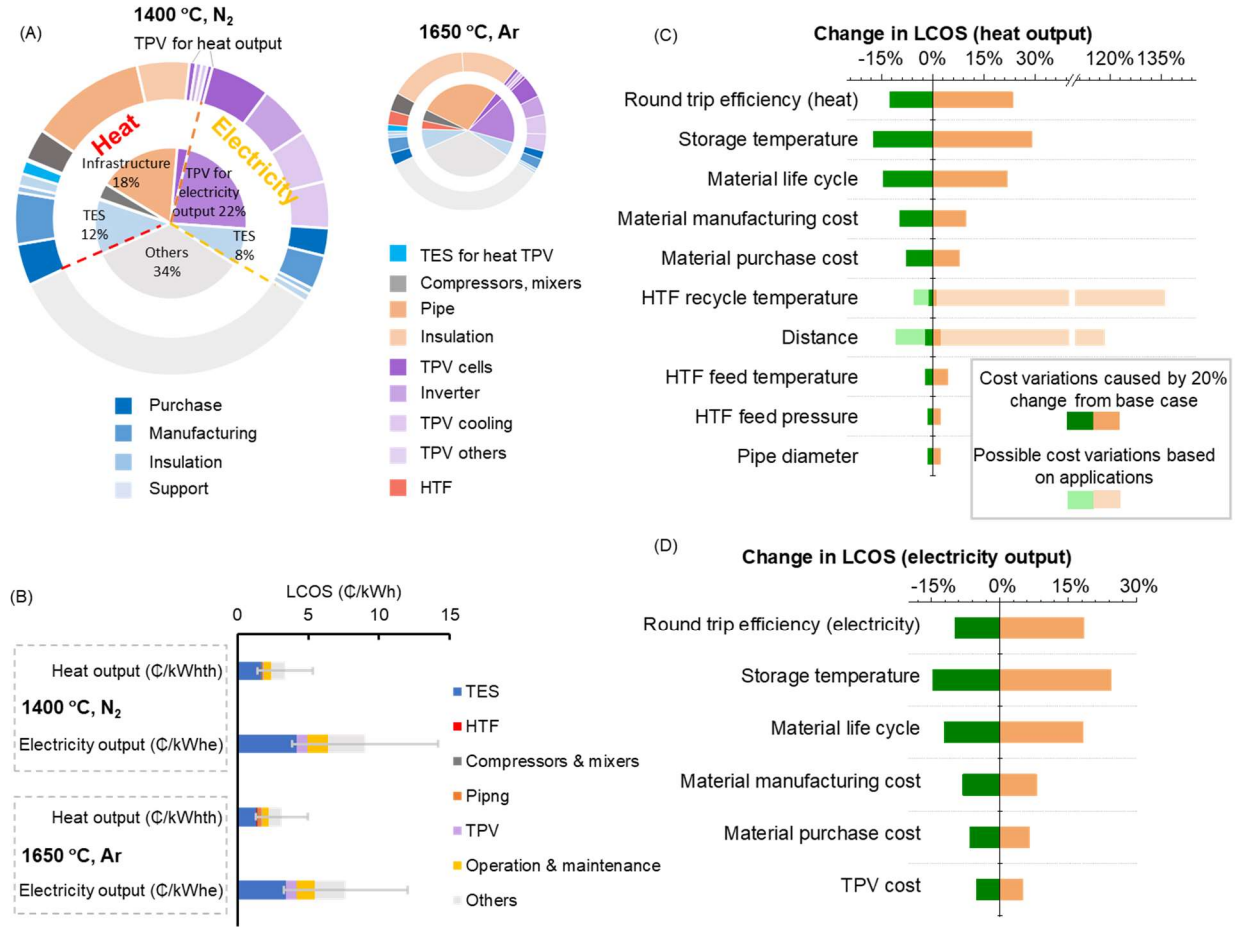 (A)
1400 °C, N₂
TPV for heat output
Heat
Electricity
Infrastructure
18%
TPV for
electricity
output 22%
TES
12%
TES
8%
Others
34%
1650 °C, Ar
Purchase
Manufacturing
Insulation
Support
TES for heat TPV
Compressors, mixers
Pipe
Insulation
TPV cells
Inverter
TPV cooling
TPV others
HTF
(B)
LCOS (₵/kWh)
0 5 10 15
Heat output (₵/kWhth)
1400 °C, N₂
Electricity output (₵/kWhe)
Heat output (₵/kWhth)
1650 °C, Ar
Electricity output (₵/kWhe)
TES
HTF
Compressors & mixers
Pipng
TPV
Operation & maintenance
Others
(C)
Change in LCOS (heat output)
-15% 0% 15% 30% 120% 135%
Round trip efficiency (heat)
Storage temperature
Material life cycle
Material manufacturing cost
Material purchase cost
HTF recycle temperature
Distance
HTF feed temperature
HTF feed pressure
Pipe diameter
Cost variations caused by 20%
change from base case
Possible cost variations based
on applications
(D)
Change in LCOS (electricity output)
-15% 0% 15% 30%
Round trip efficiency (electricity)
Storage temperature
Material life cycle
Material manufacturing cost
Material purchase cost
TPV cost